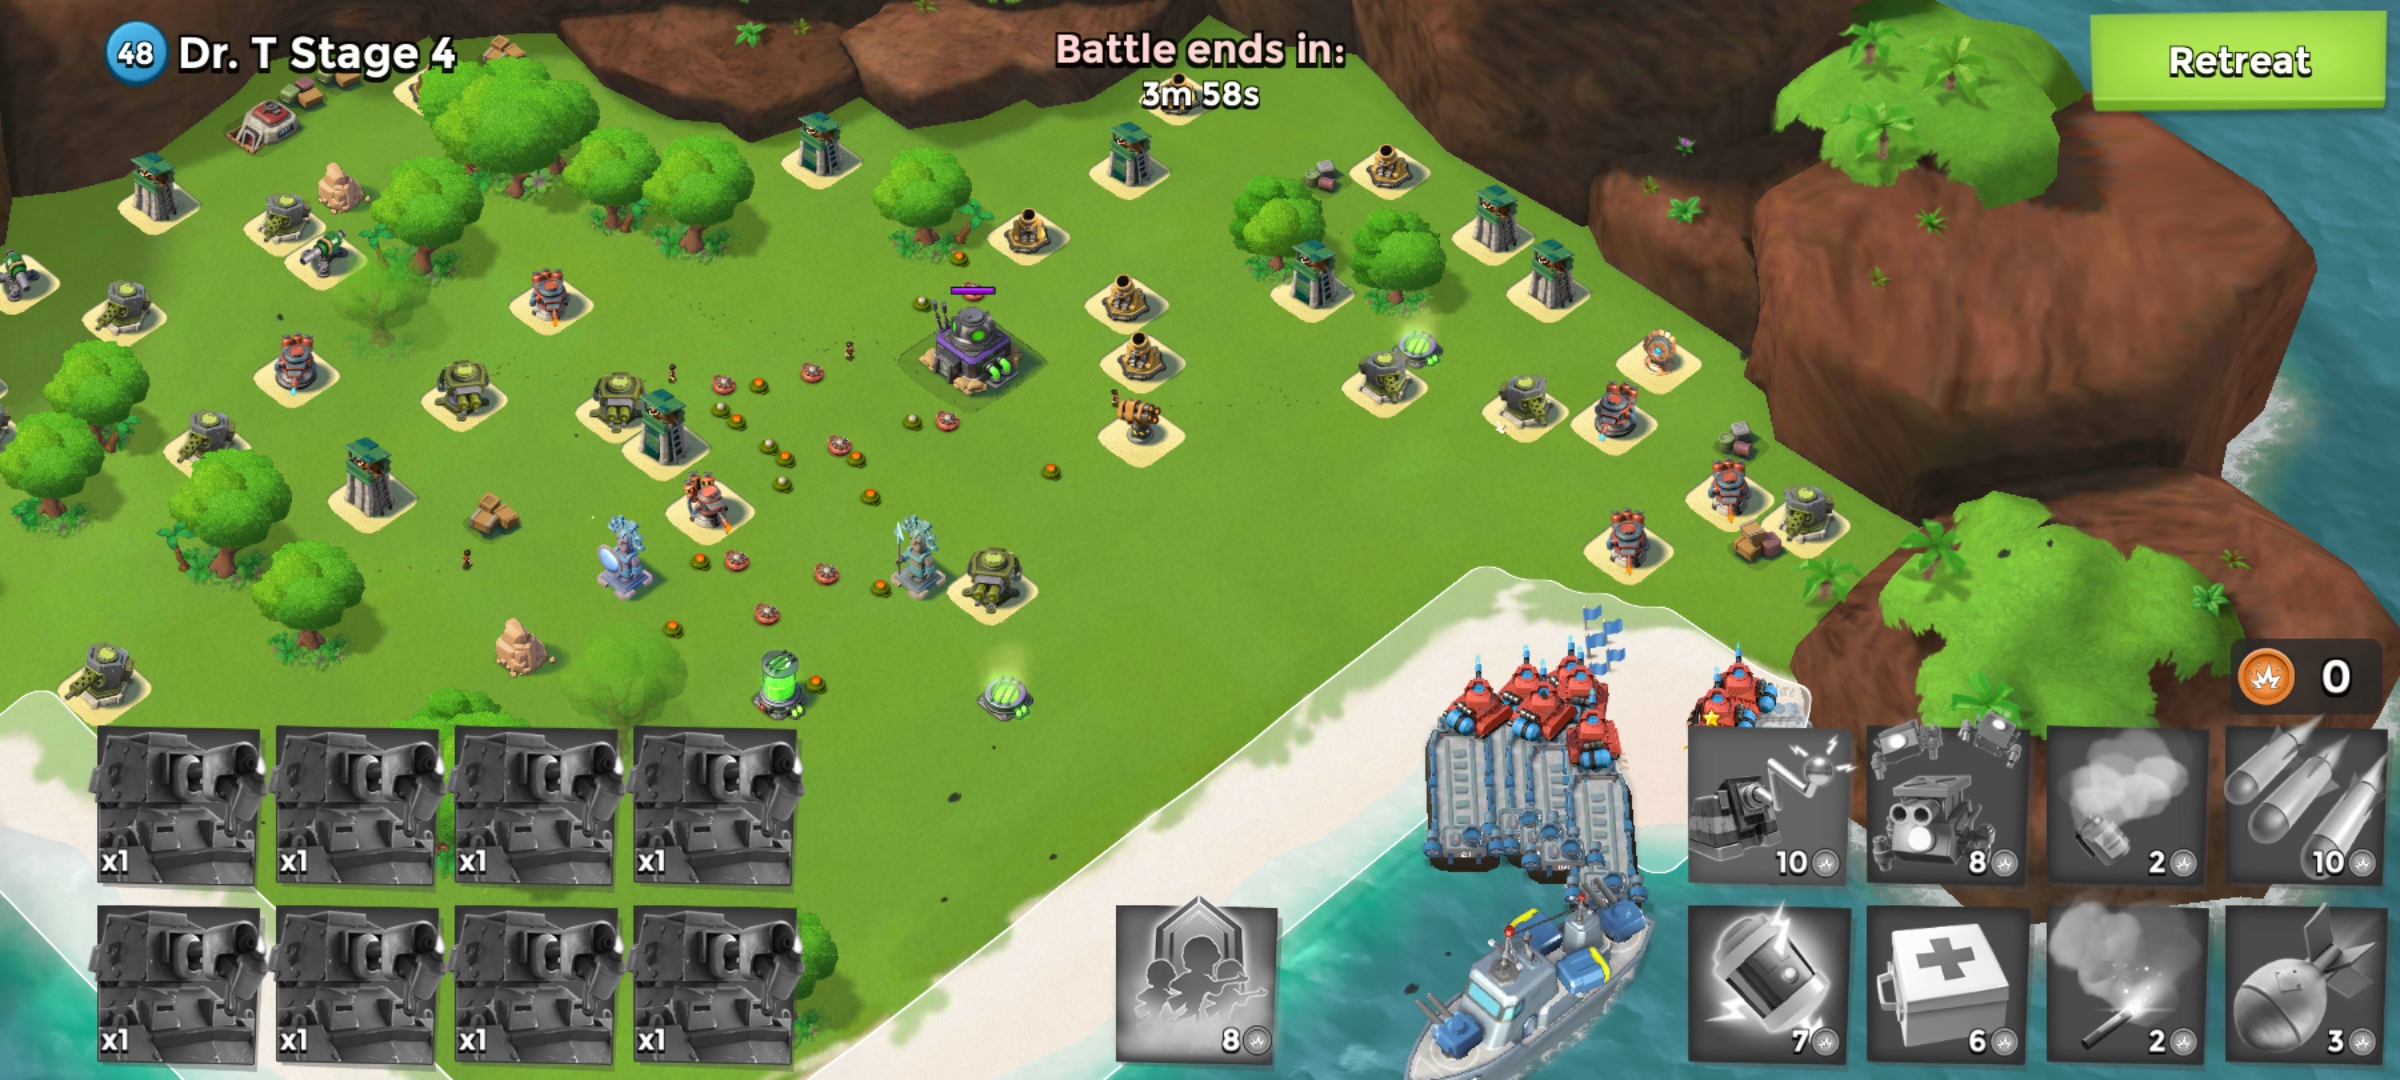 48 Dr. T Stage 4
Battle ends in:
3m 58s
Retreat
0
x1 x1 x1 x1
10 8 2 10
x1 x1 x1 x1
8
7 6 2 3